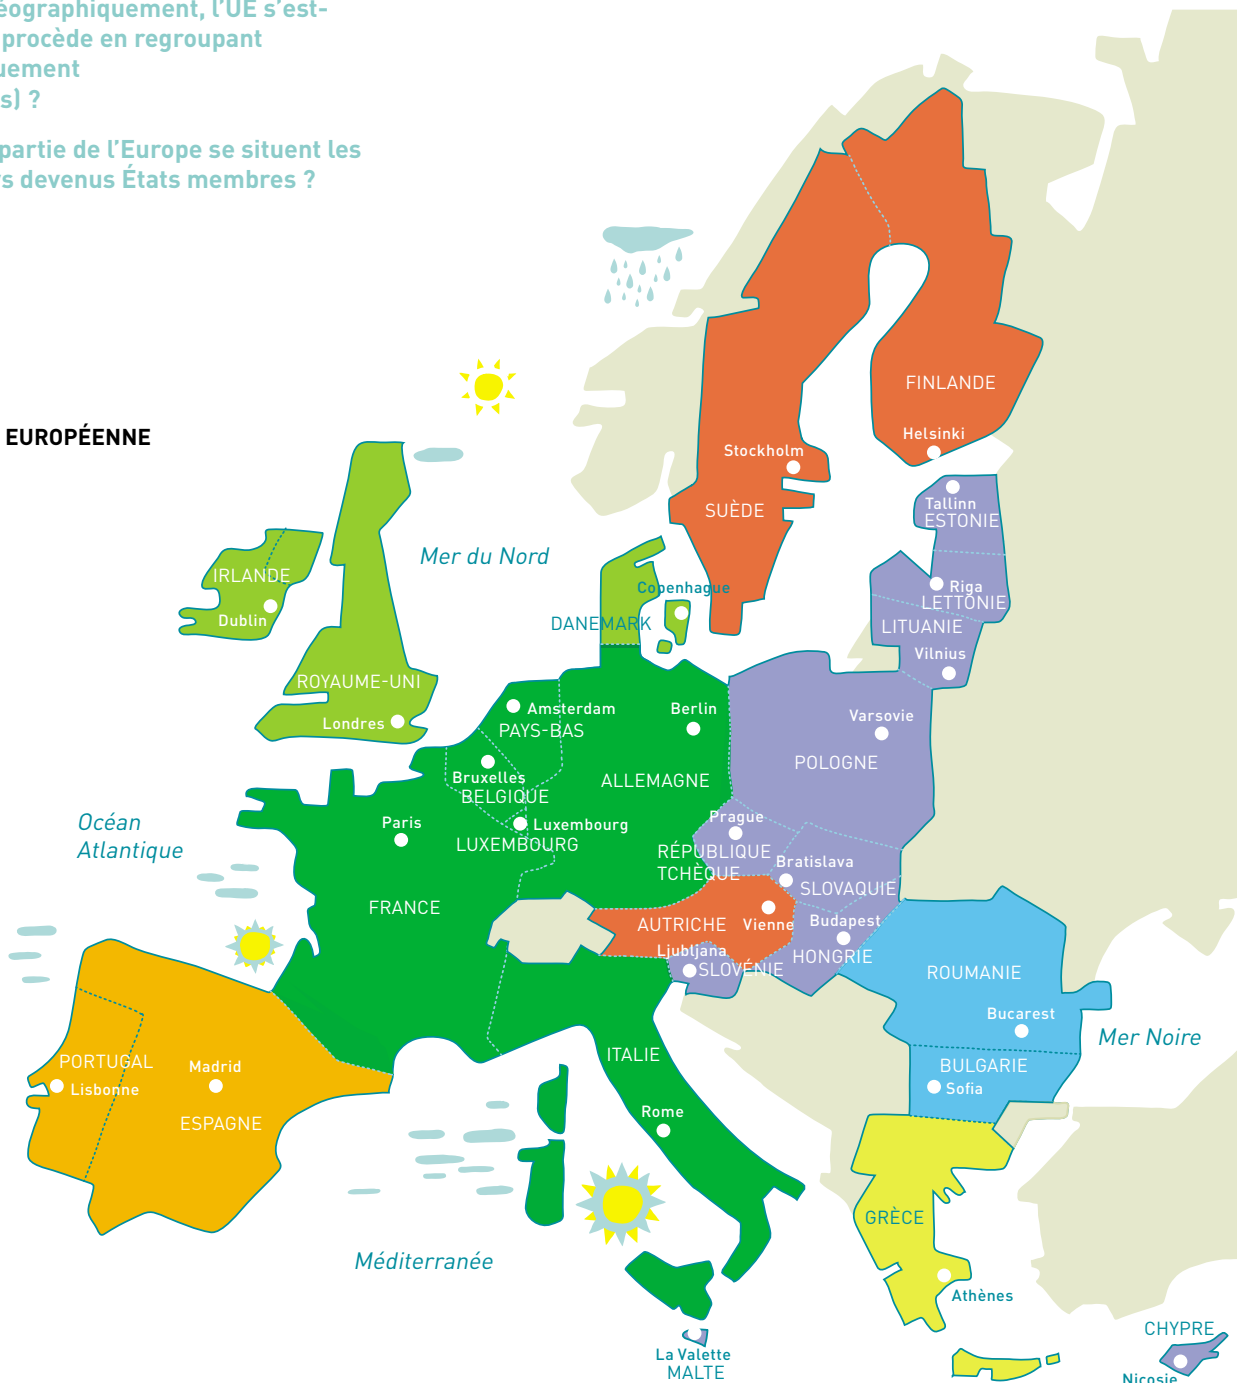 éographiquement, l’UE s’est-
procède en regroupant
uement
s) ?
partie de l’Europe se situent les
s devenus États membres ?
EUROPÉENNE
FINLANDE
Helsinki
Stockholm
SUÈDE
Tallinn
ESTONIE
Mer du Nord
IRLANDE
Dublin
Copenhague
DANEMARK
Riga
LETTONIE
LITUANIE
Vilnius
ROYAUME-UNI
Londres
Amsterdam
PAYS-BAS
Berlin
Varsovie
POLOGNE
Bruxelles
BELGIQUE
ALLEMAGNE
Océan
Atlantique
Paris
Luxembourg
LUXEMBOURG
Prague
RÉPUBLIQUE
TCHÈQUE
Bratislava
SLOVAQUIE
FRANCE
AUTRICHE
Vienne
Budapest
HONGRIE
Ljubljana
SLOVÉNIE
ROUMANIE
Bucarest
Mer Noire
PORTUGAL
Lisbonne
Madrid
ESPAGNE
ITALIE
Rome
BULGARIE
Sofia
GRÈCE
Méditerranée
Athènes
La Valette
MALTE
CHYPRE
Nicosie